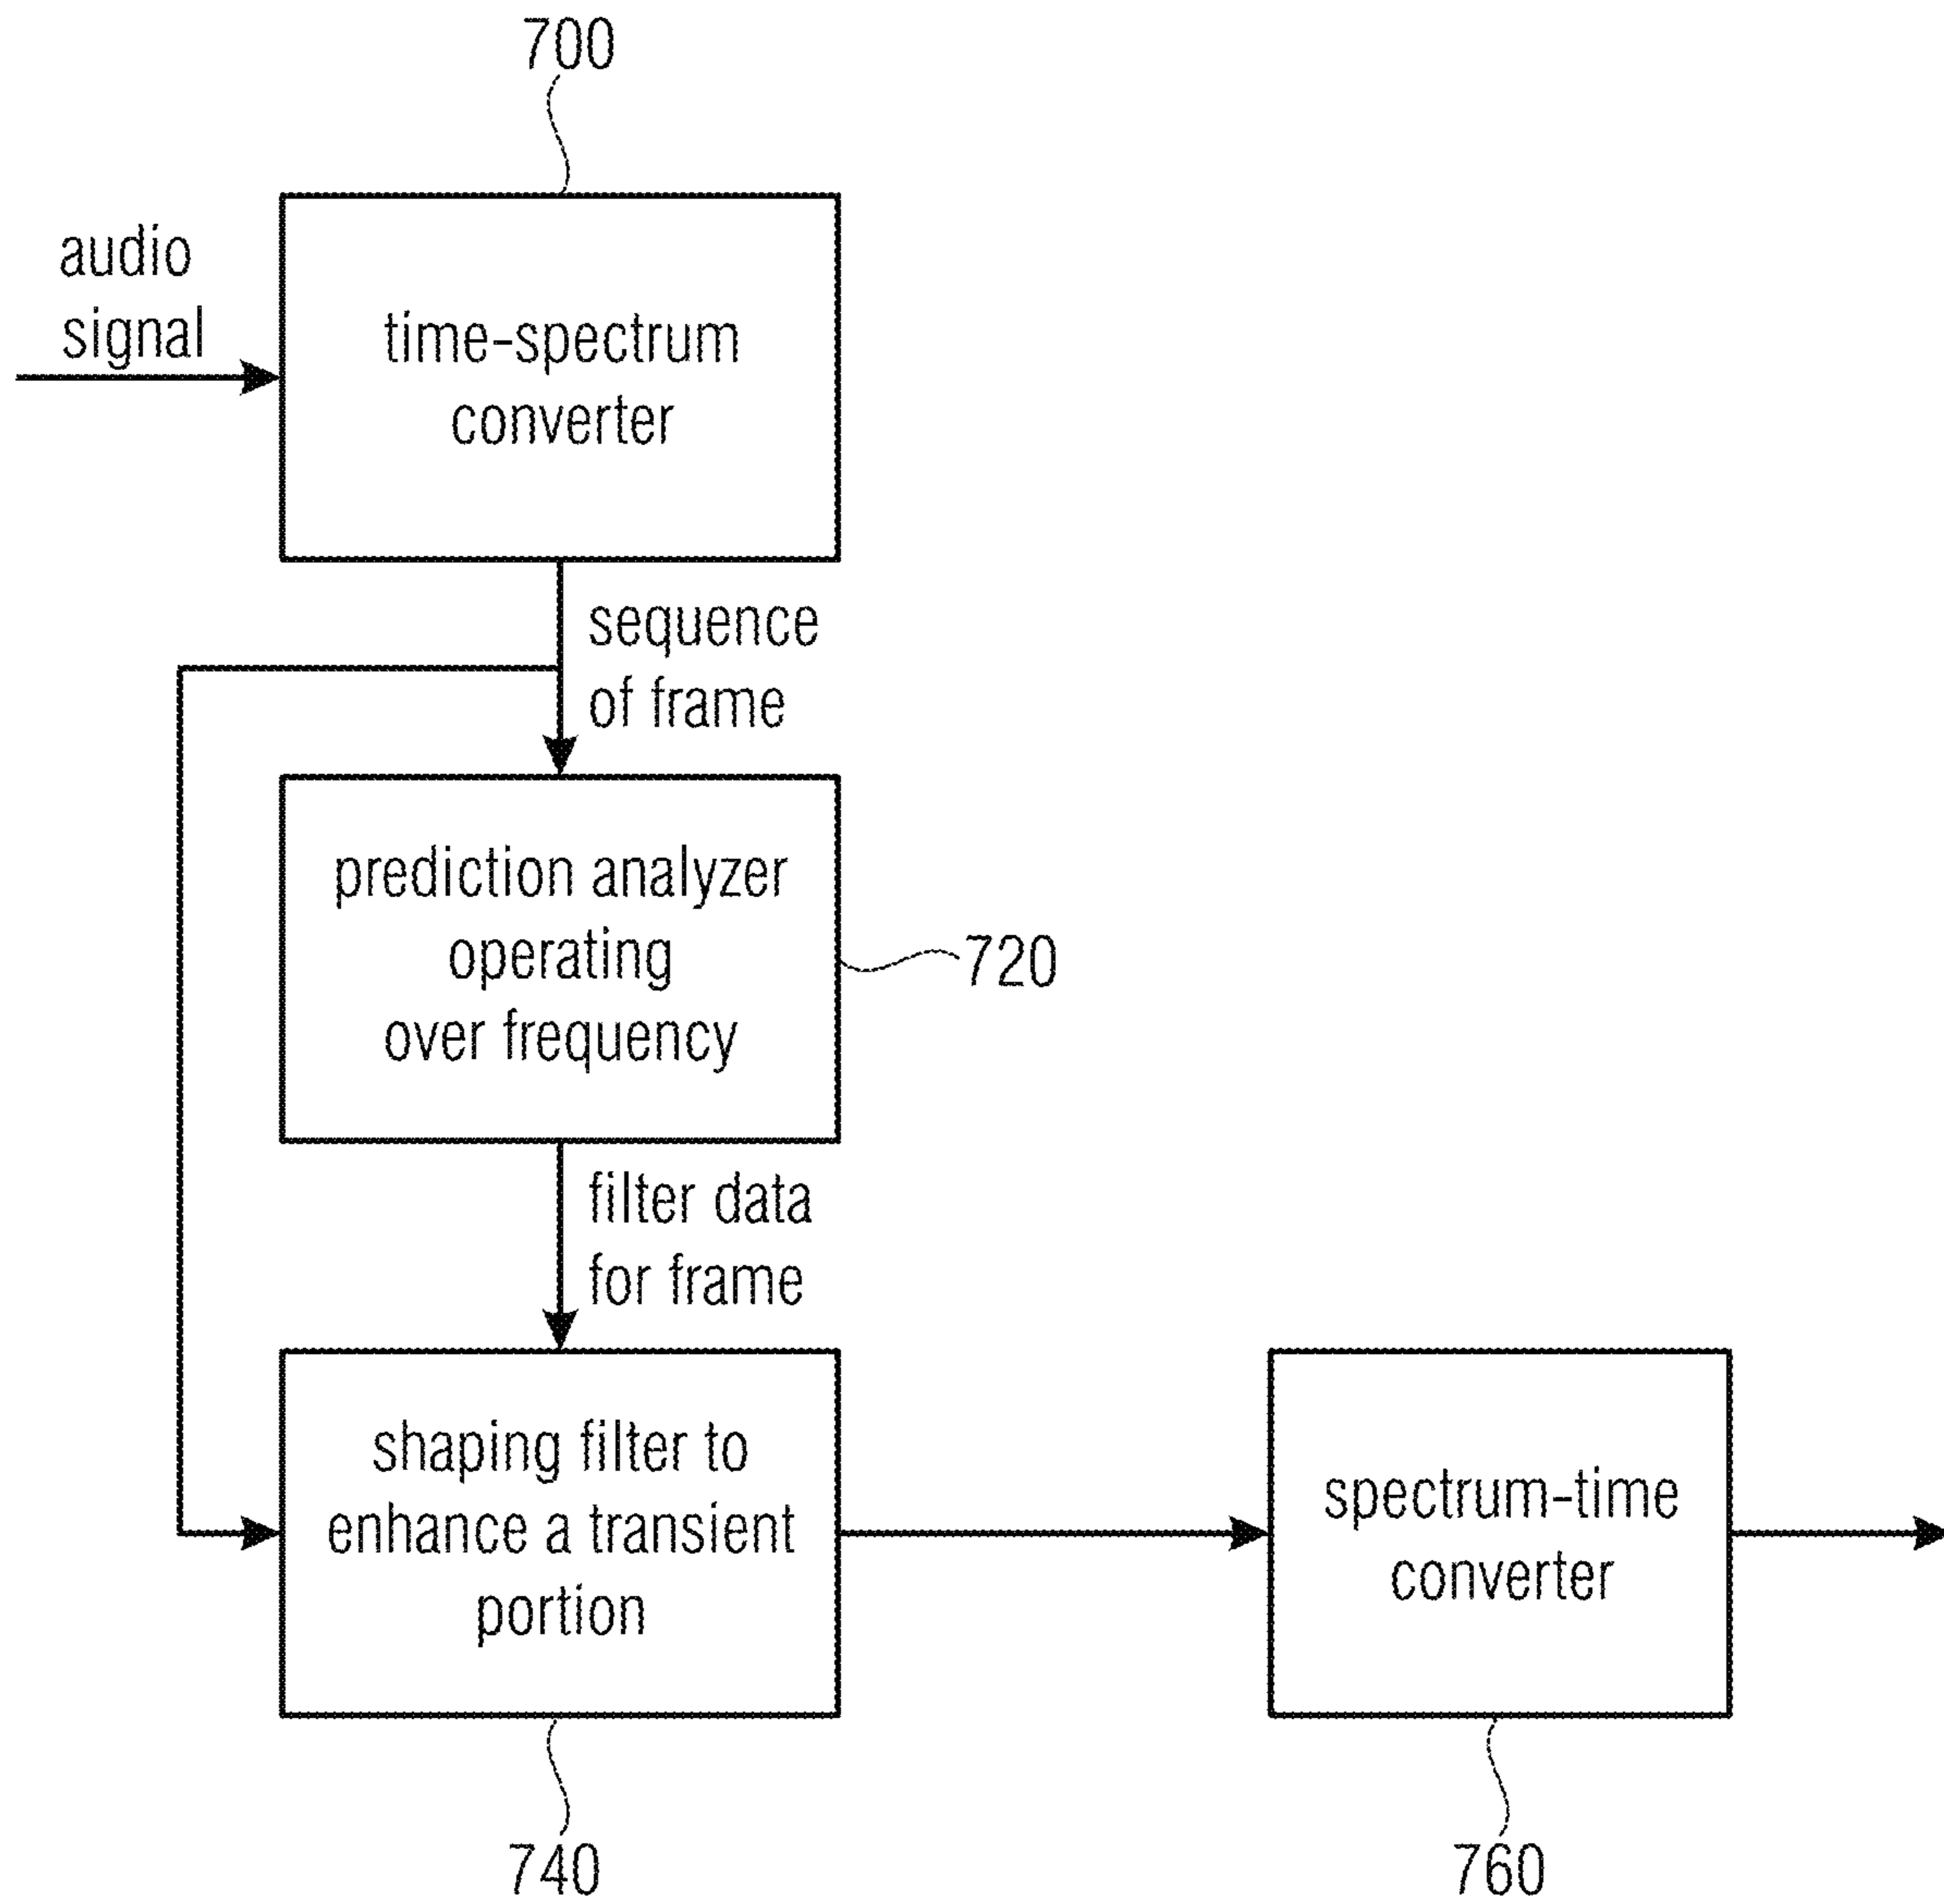 700
audio
signal
time-spectrum
converter
sequence
of frame
prediction analyzer
operating
over frequency
720
filter data
for frame
shaping filter to
enhance a transient
portion
spectrum-time
converter
740
760